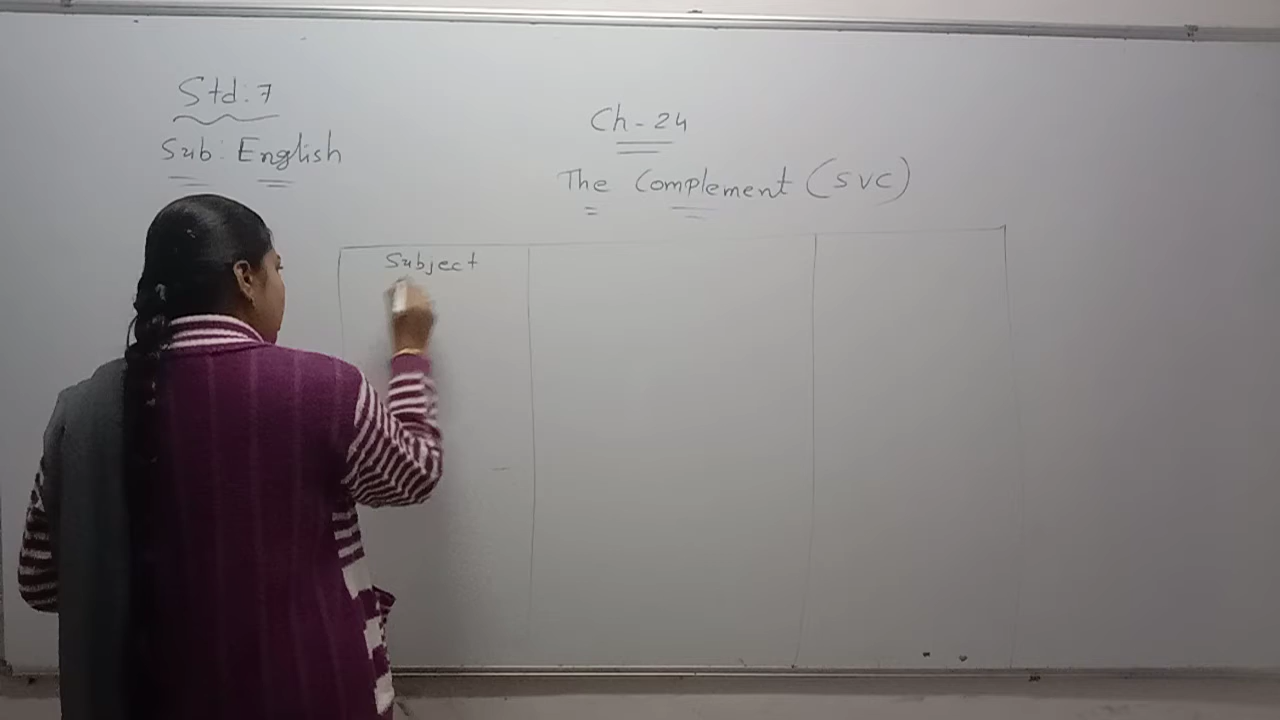 Std: 7
Sub: English
Ch-24
The Complement (SVC)
Subject